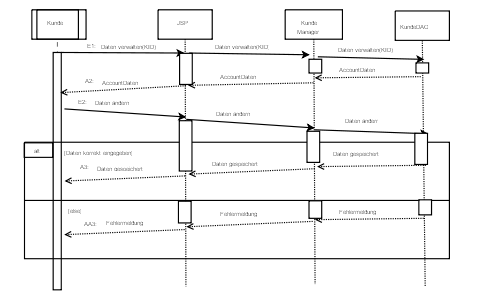 Kunde
JSP
Kunde
Manager
KundeDAO
E1: Daten verwalten(KID)
Daten verwalten(KID)
Daten verwalten(KID)
A2: AccountDaten
AccountDaten
AccountDaten
E2: Daten ändern
Daten ändern
Daten ändern
alt
[Daten korrekt eingegeben]
A3: Daten gespeichert
Daten gespeichert
Daten gespeichert
[else]
AA3: Fehlermeldung
Fehlermeldung
Fehlermeldung